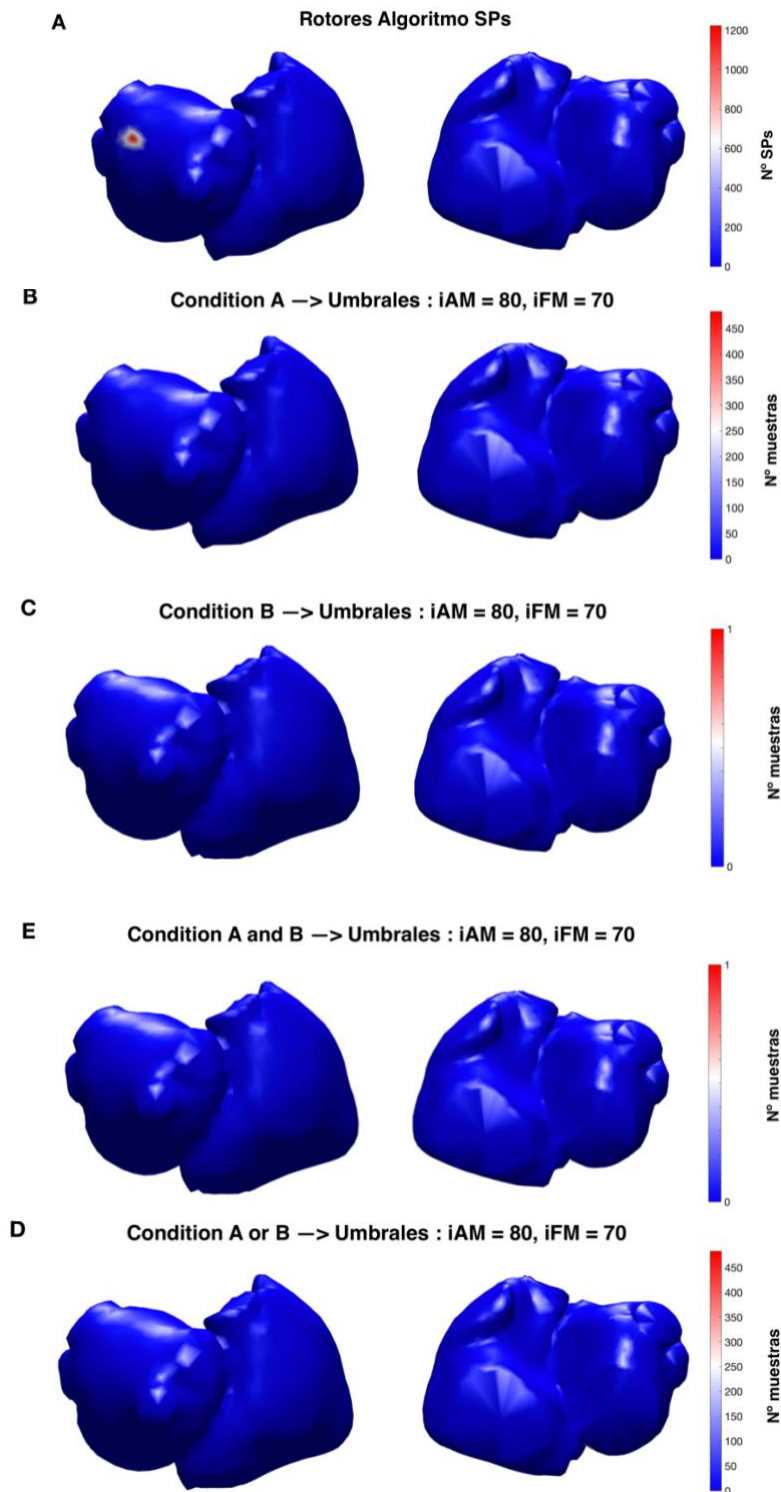 A
Rotores Algoritmo SPs
1200
1000
800
600
400
200
0
Nº SPs
B
Condition A —> Umbrales : iAM = 80, iFM = 70
450
400
350
300
250
200
150
100
50
0
Nº muestras
C
Condition B —> Umbrales : iAM = 80, iFM = 70
1
0
Nº muestras
E
Condition A and B —> Umbrales : iAM = 80, iFM = 70
1
0
Nº muestras
D
Condition A or B —> Umbrales : iAM = 80, iFM = 70
450
400
350
300
250
200
150
100
50
0
Nº muestras